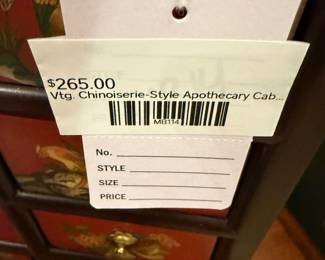 $265.00
Vtg. Chinoiserie-Style Apothecary Cab...
MB114
No.
STYLE
SIZE
PRICE